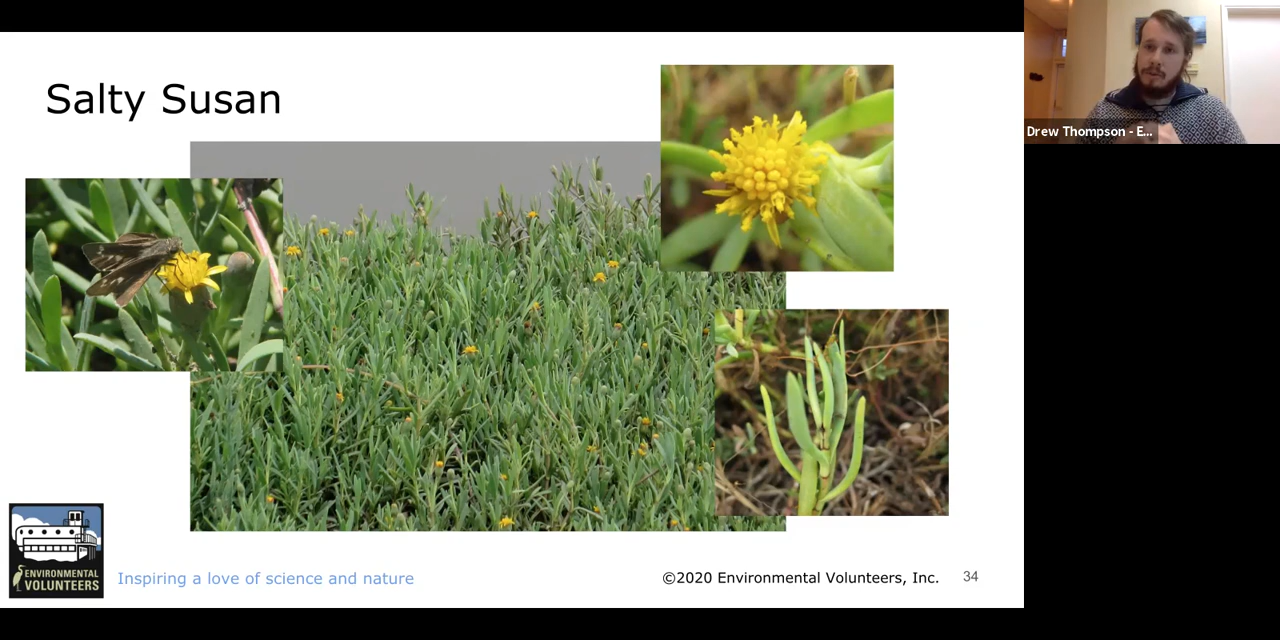 Salty Susan
Drew Thompson - E...
ENVIRONMENTAL
VOLUNTEERS
Inspiring a love of science and nature
©2020 Environmental Volunteers, Inc.
34